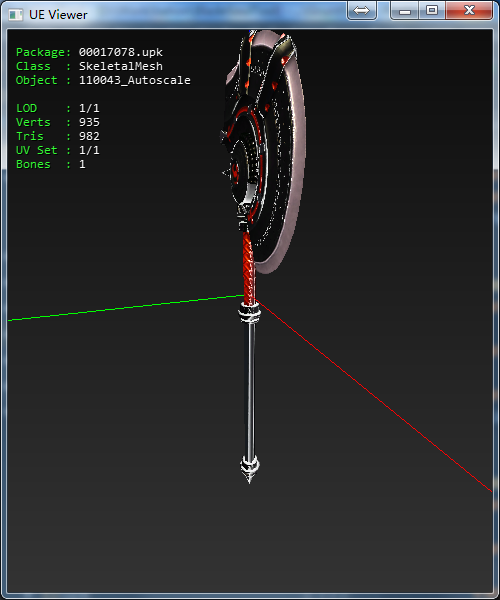 UE Viewer
Package: 00017078.upk
Class  : SkeletalMesh
Object : 110043_Autoscale
LOD    : 1/1
Verts  : 935
Tris   : 982
UV Set : 1/1
Bones  : 1